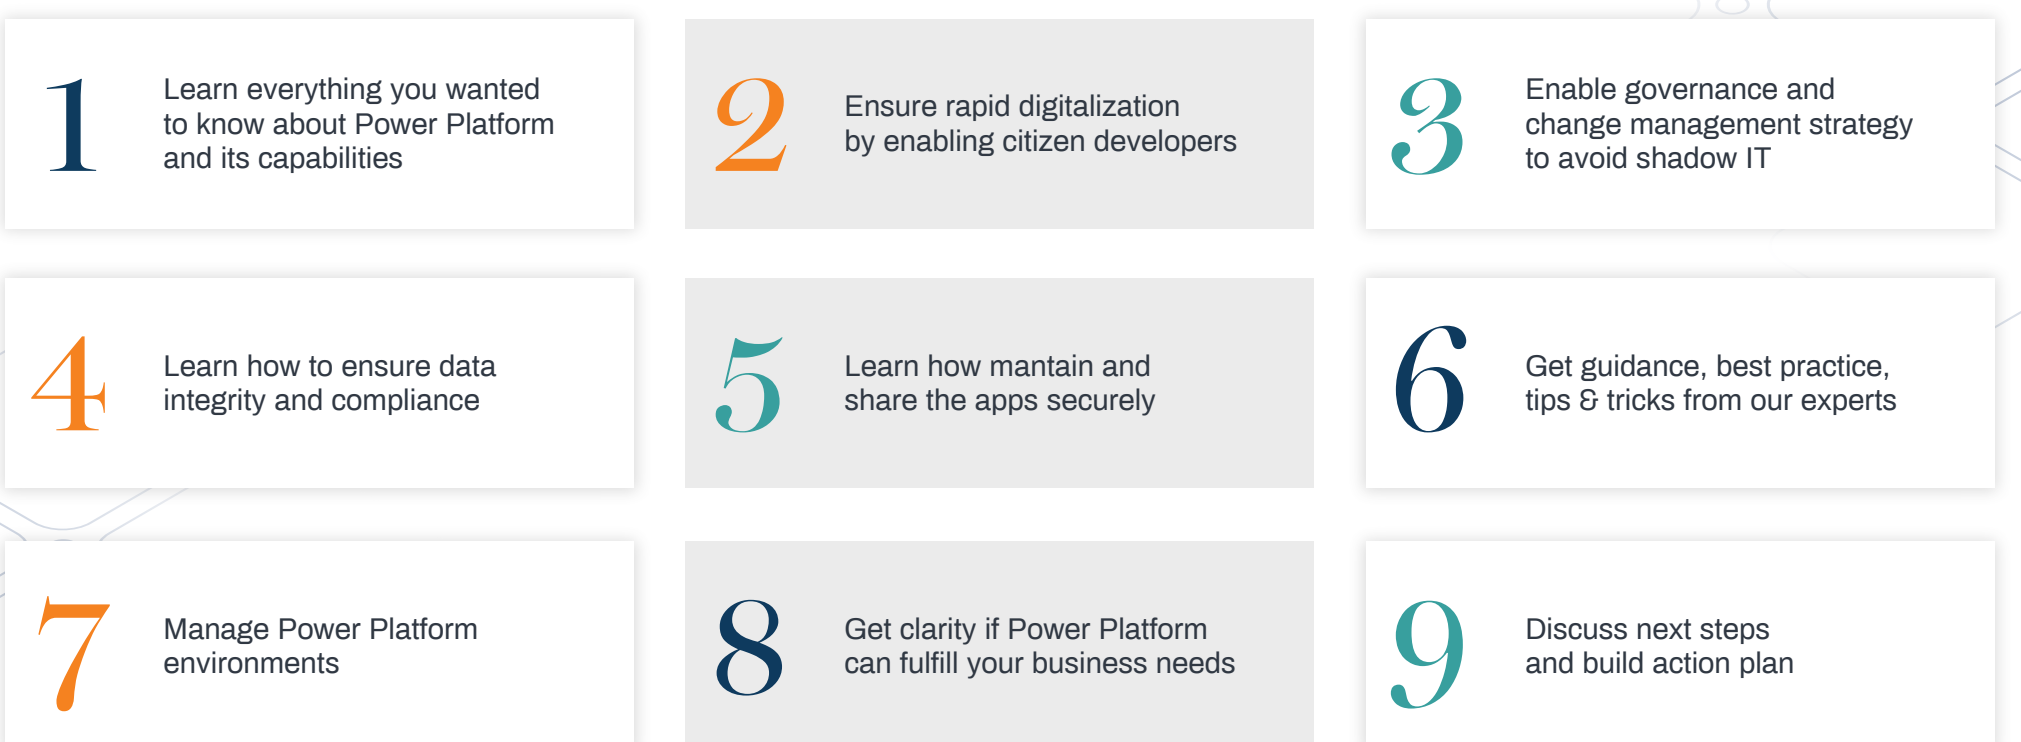 1
Learn everything you wanted
to know about Power Platform
and its capabilities
2
Ensure rapid digitalization
by enabling citizen developers
3
Enable governance and
change management strategy
to avoid shadow IT
4
Learn how to ensure data
integrity and compliance
5
Learn how mantain and
share the apps securely
6
Get guidance, best practice,
tips & tricks from our experts
7
Manage Power Platform
environments
8
Get clarity if Power Platform
can fulfill your business needs
9
Discuss next steps
and build action plan